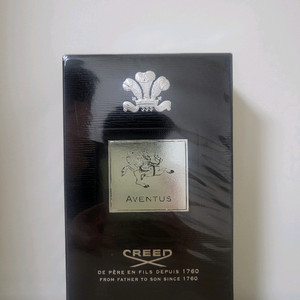 AVENTUS
CREED
DE PÈRE EN FILS DEPUIS 1760
FROM FATHER TO SON SINCE 1760